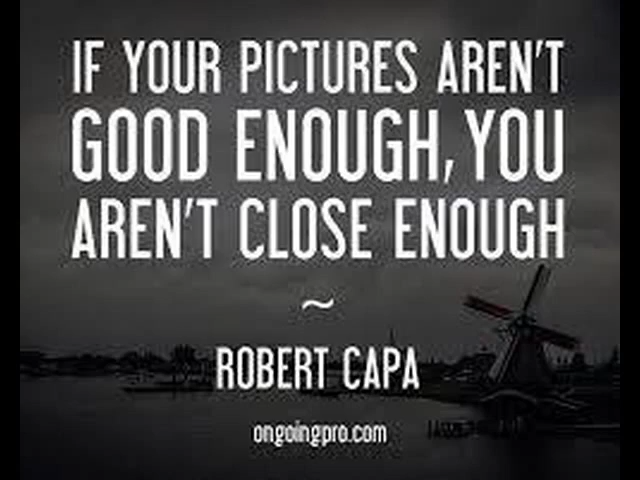 IF YOUR PICTURES AREN'T
GOOD ENOUGH, YOU
AREN'T CLOSE ENOUGH
~
ROBERT CAPA
ongoingpro.com